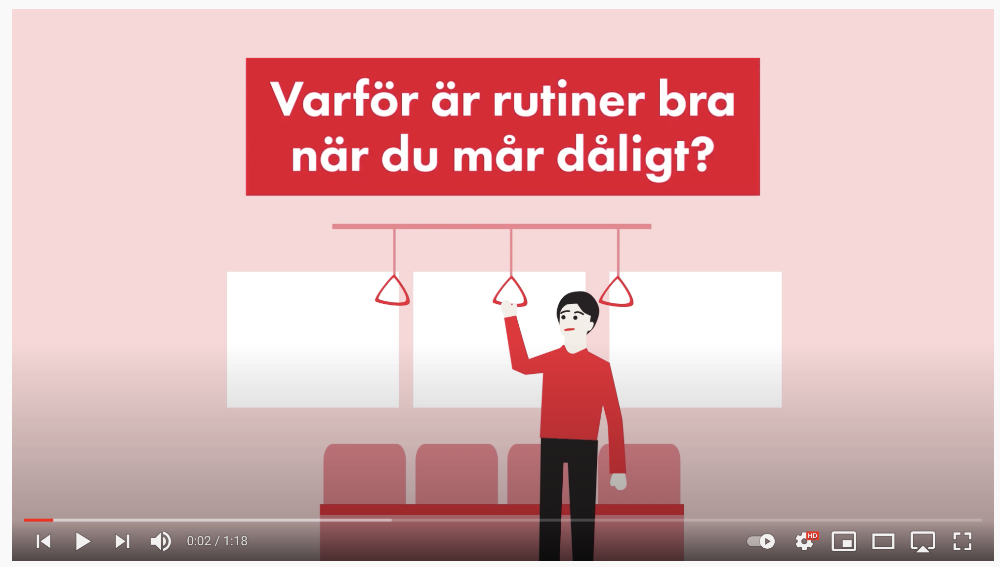 Varför är rutiner bra
när du mår dåligt?
0:02 / 1:18
HD